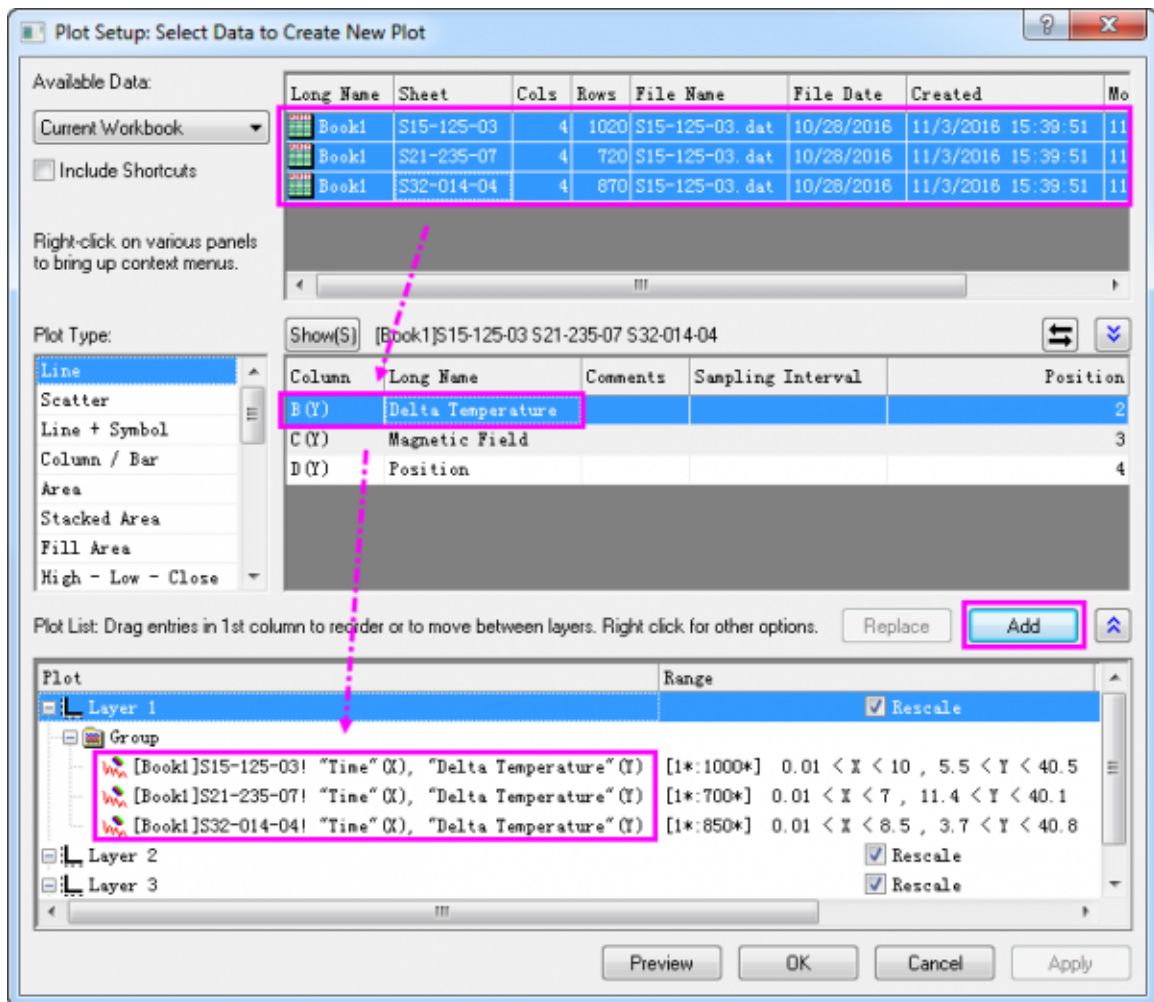 Plot Setup: Select Data to Create New Plot
Available Data:
Current Workbook
Include Shortcuts
Right-click on various panels
to bring up context menus.
Long Name Sheet Cols Rows File Name File Date Created Mo
Book1 S15-125-03 4 1020 S15-125-03.dat 10/28/2016 11/3/2016 15:39:51 11
Book1 S21-235-07 4 720 S15-125-03.dat 10/28/2016 11/3/2016 15:39:51 11
Book1 S32-014-04 4 870 S15-125-03.dat 10/28/2016 11/3/2016 15:39:51 11
Plot Type:
Line
Scatter
Line + Symbol
Column / Bar
Area
Stacked Area
Fill Area
High - Low - Close
Show(S) [Book1]S15-125-03 S21-235-07 S32-014-04
Column Long Name Comments Sampling Interval Position
B(Y) Delta Temperature 2
C(Y) Magnetic Field 3
D(Y) Position 4
Plot List: Drag entries in 1st column to reorder or to move between layers. Right click for other options. Replace Add
Plot Range
Layer 1 Rescale
Group
[Book1]S15-125-03! "Time"(X), "Delta Temperature"(Y) [1*:1000*] 0.01 < X < 10 , 5.5 < Y < 40.5
[Book1]S21-235-07! "Time"(X), "Delta Temperature"(Y) [1*:700*] 0.01 < X < 7 , 11.4 < Y < 40.1
[Book1]S32-014-04! "Time"(X), "Delta Temperature"(Y) [1*:850*] 0.01 < X < 8.5 , 3.7 < Y < 40.8
Layer 2 Rescale
Layer 3 Rescale
Preview OK Cancel Apply